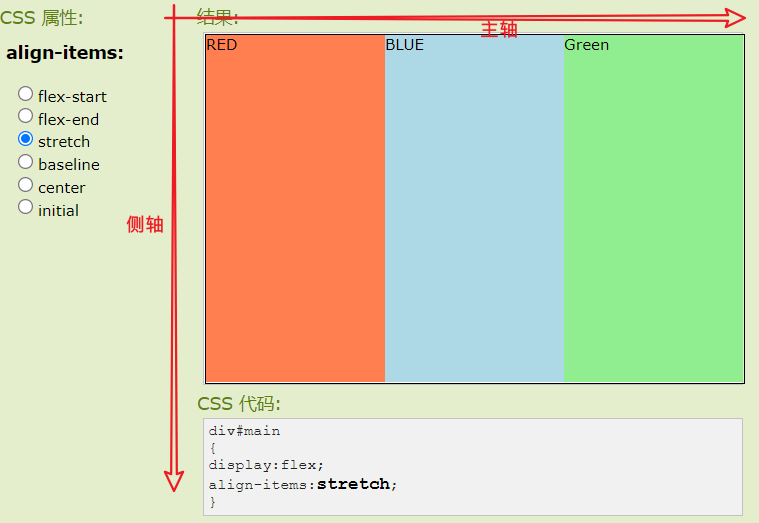 CSS 属性:
align-items:
flex-start
flex-end
stretch
baseline
center
initial
侧轴
结果:
主轴
RED
BLUE
Green
CSS 代码:
div#main
{
display:flex;
align-items:stretch;
}